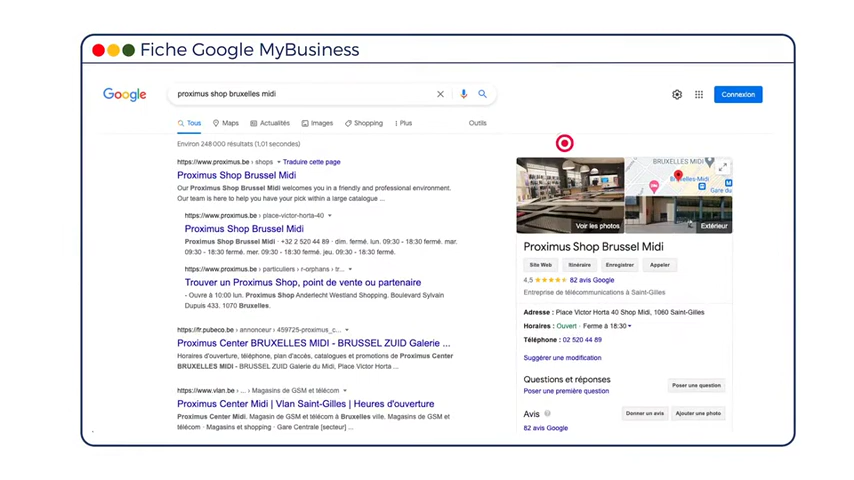 Fiche Google MyBusiness
Google
proximus shop bruxelles midi
Connexion
Tous
Maps
Actualités
Images
Shopping
Plus
Outils
Environ 248 000 résultats (1,01 secondes)
https://www.proximus.be › shops Traduire cette page
Proximus Shop Brussel Midi
Our Proximus Shop Brussel Midi welcomes you in a friendly and professional environment.
Our team is here to help you have your pick within a large catalogue ...
https://www.proximus.be › place-victor-horta-40
Proximus Shop Brussel Midi
Proximus Shop Brussel Midi · +32 2 520 44 89 · dim. fermé. lun. 09:30 - 18:30 fermé. mar.
09:30 - 18:30 fermé. mer. 09:30 - 18:30 fermé. jeu. 09:30 - 18:30 fermé.
https://www.proximus.be › particuliers › r-orphans › tr...
Trouver un Proximus Shop, point de vente ou partenaire
- Ouvre à 10:00 lun. Proximus Shop Anderlecht Westland Shopping. Boulevard Sylvain
Dupuis 433. 1070 Bruxelles.
https://fr.pubeco.be › annonceur › 459725-proximus_c...
Proximus Center BRUXELLES MIDI - BRUSSEL ZUID Galerie ...
Horaires d'ouverture, téléphone, plan d'accès, catalogues et promotions de Proximus Center
BRUXELLES MIDI - BRUSSEL ZUID Galerie du Midi, Place Victor Horta ...
https://www.vlan.be › ... › Magasins de GSM et télécom
Proximus Center Midi | Vlan Saint-Gilles | Heures d'ouverture
Proximus Center Midi. Magasin de GSM et télécom à Bruxelles ville. Magasins de GSM et
télécom · Magasins et shopping · Gare Centrale [secteur] ...
BRUXELLES MIDI
Bruxelles-Midi
Gare du
Voir les photos
Extérieur
Proximus Shop Brussel Midi
Site Web
Itinéraire
Enregistrer
Appeler
4,5 82 avis Google
Entreprise de télécommunications à Saint-Gilles
Adresse : Place Victor Horta 40 Shop Midi, 1060 Saint-Gilles
Horaires : Ouvert · Ferme à 18:30
Téléphone : 02 520 44 89
Suggérer une modification
Questions et réponses
Poser une question
Poser une première question
Avis
Donner un avis
Ajouter une photo
82 avis Google